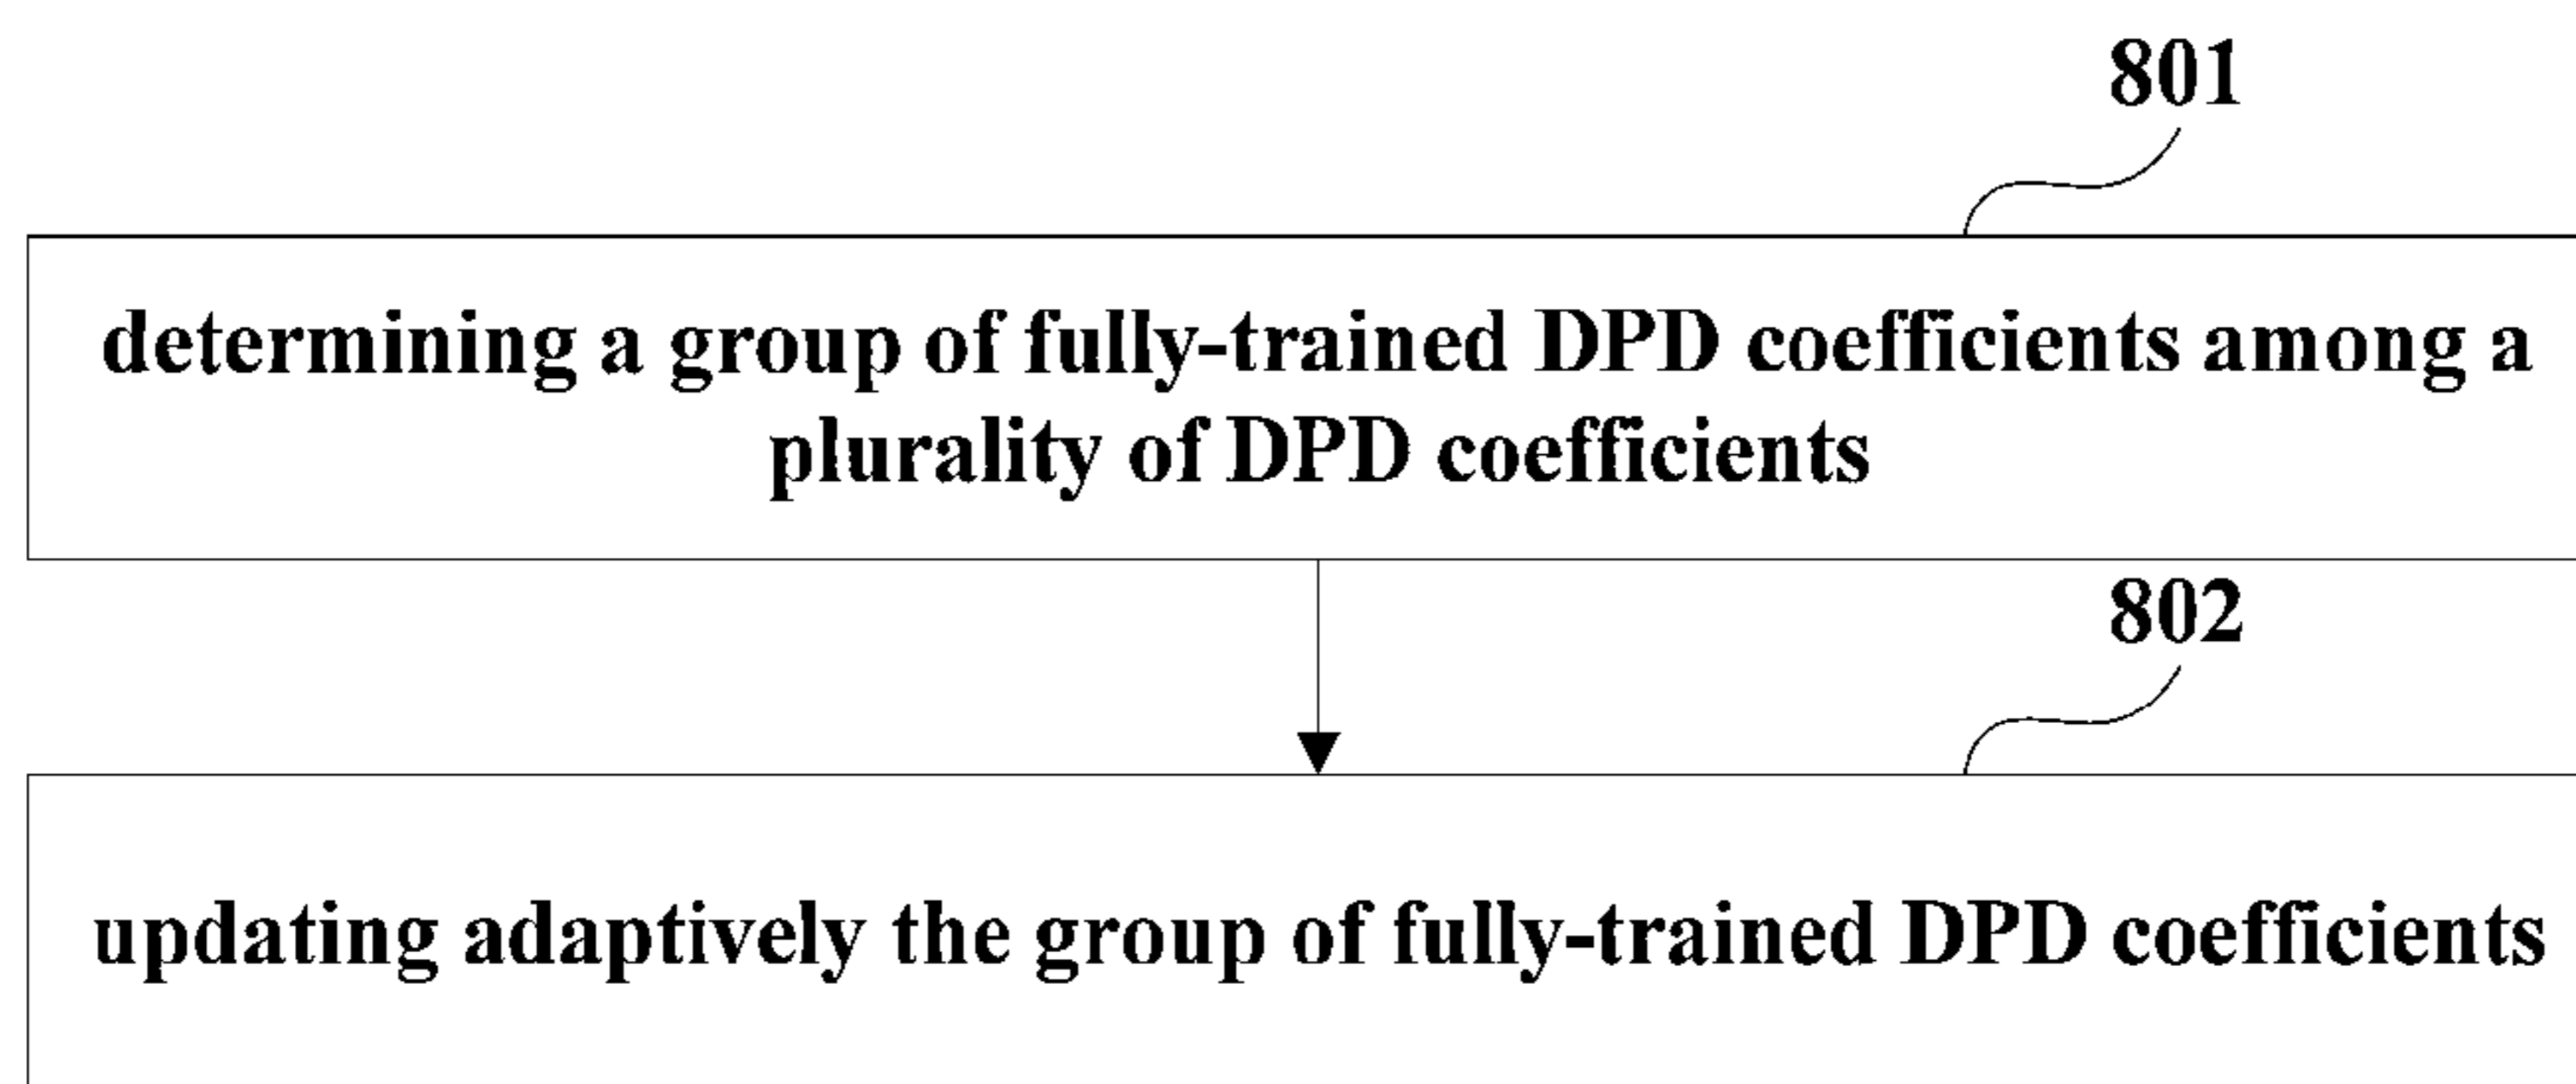 801
determining a group of fully-trained DPD coefficients among a
plurality of DPD coefficients
802
updating adaptively the group of fully-trained DPD coefficients